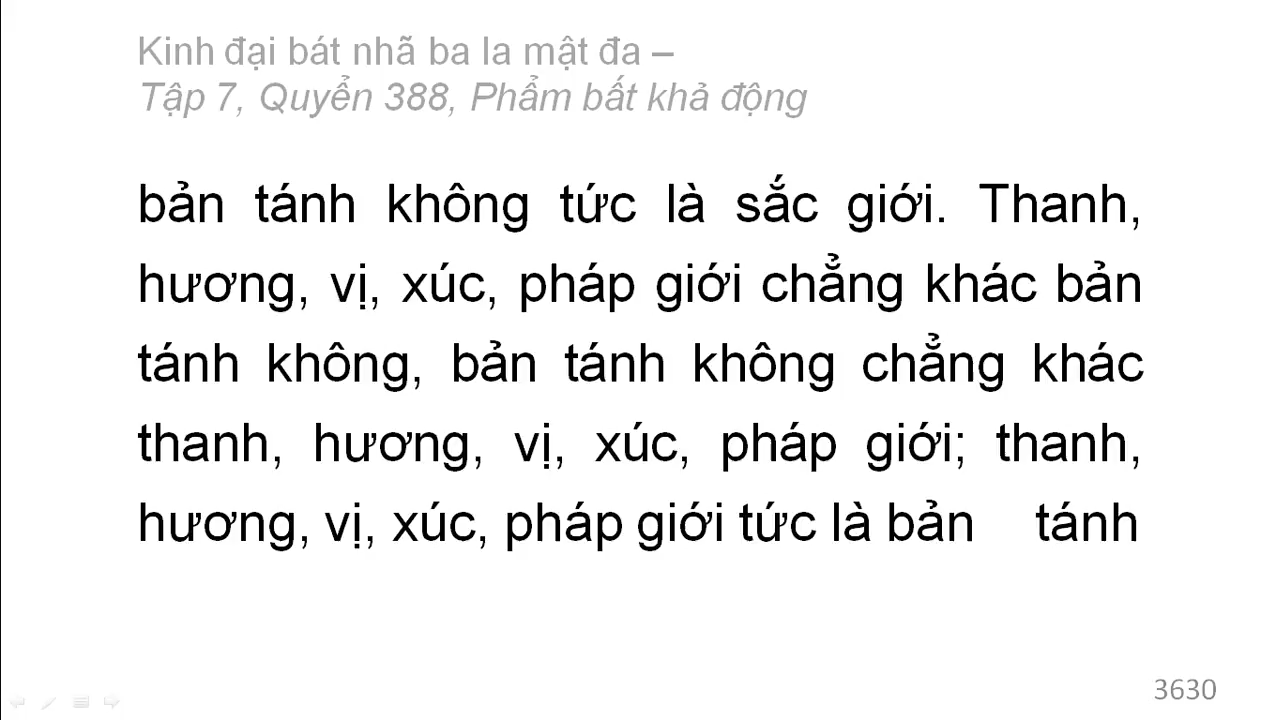 Kinh đại bát nhã ba la mật đa –
Tập 7, Quyển 388, Phẩm bất khả động
bản tánh không tức là sắc giới. Thanh,
hương, vị, xúc, pháp giới chẳng khác bản
tánh không, bản tánh không chẳng khác
thanh, hương, vị, xúc, pháp giới; thanh,
hương, vị, xúc, pháp giới tức là bản tánh
3630